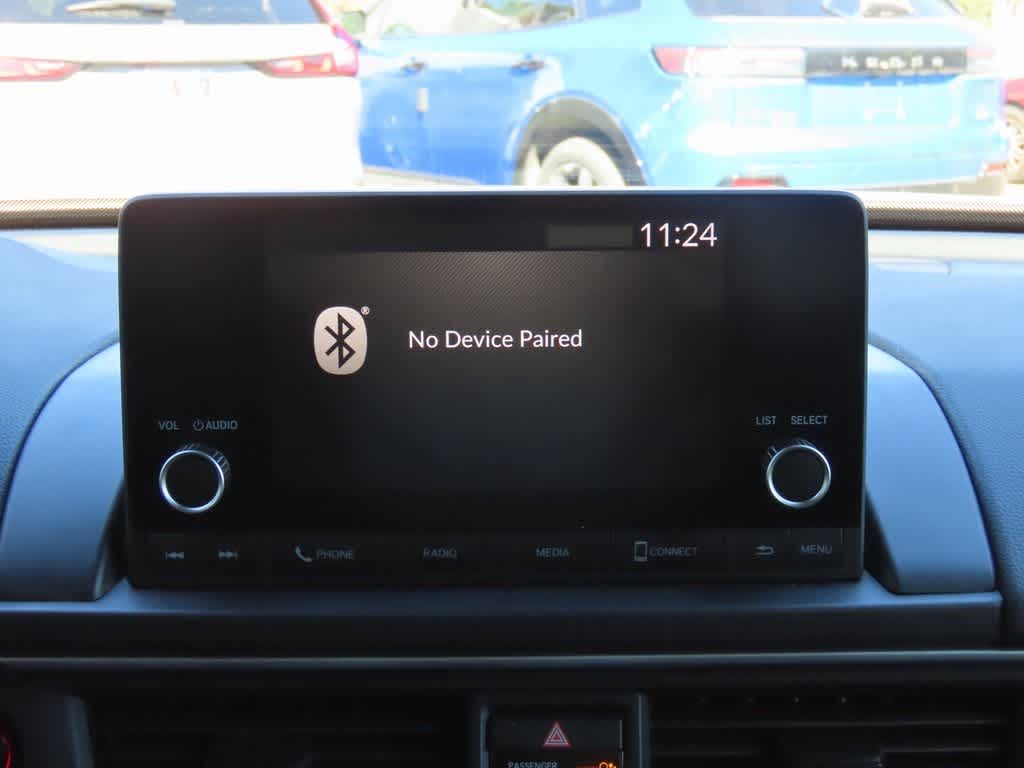 11:24
®
No Device Paired
VOL AUDIO
LIST SELECT
PHONE RADIO MEDIA CONNECT MENU
PASSENGER